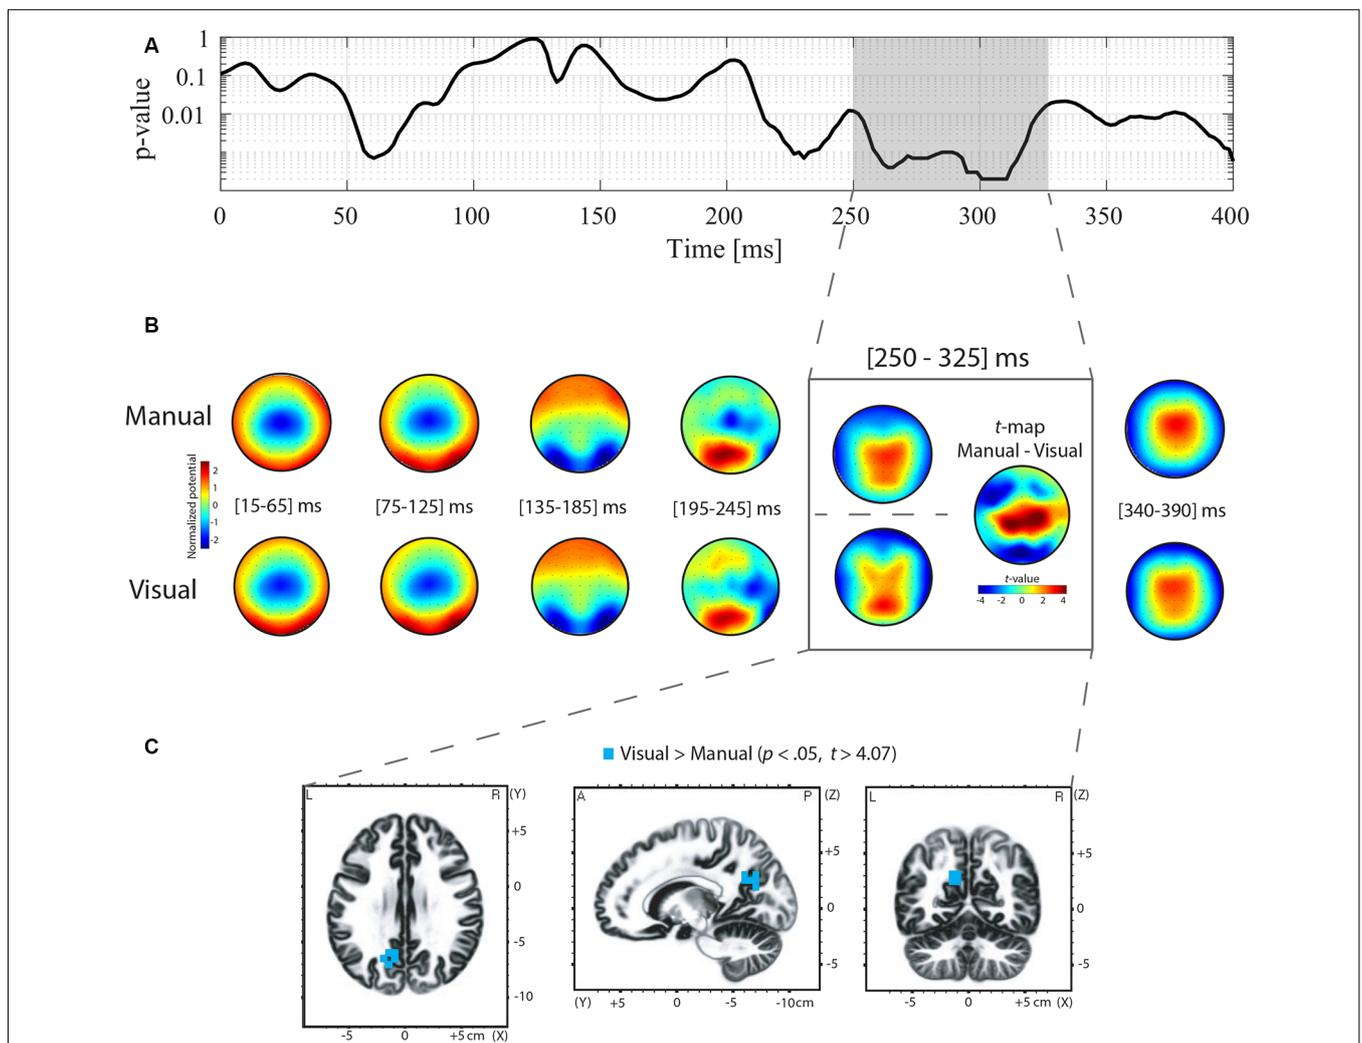 A
p-value
1
0.1
0.01
0 50 100 150 200 250 300 350 400
Time [ms]
B
[250 - 325] ms
Manual
t-map
Manual - Visual
Normalized potential
2
1
0
-1
-2
[15-65] ms [75-125] ms [135-185] ms [195-245] ms [340-390] ms
Visual
t-value
-4 -2 0 2 4
C
Visual > Manual (p < .05, t > 4.07)
L R (Y)
+5
0
-5
-10
-5 0 +5 cm (X)
A P (Z)
+5
0
-5
(Y) +5 0 -5 -10cm
L R (Z)
+5
0
-5
-5 0 +5 cm (X)